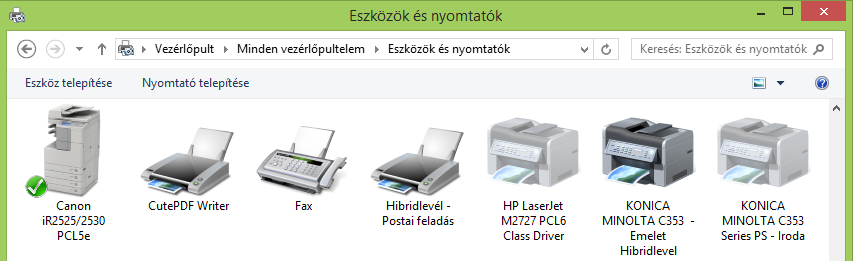 Eszközök és nyomtatók
Vezérlőpult Minden vezérlőpultelem Eszközök és nyomtatók
Keresés: Eszközök és nyomtatók
Eszköz telepítése Nyomtató telepítése
Canon
iR2525/2530
PCL5e
CutePDF Writer
Fax
Hibridlevél -
Postai feladás
HP LaserJet
M2727 PCL6
Class Driver
KONICA
MINOLTA C353 -
Emelet
Hibridlevel
KONICA
MINOLTA C353
Series PS - Iroda